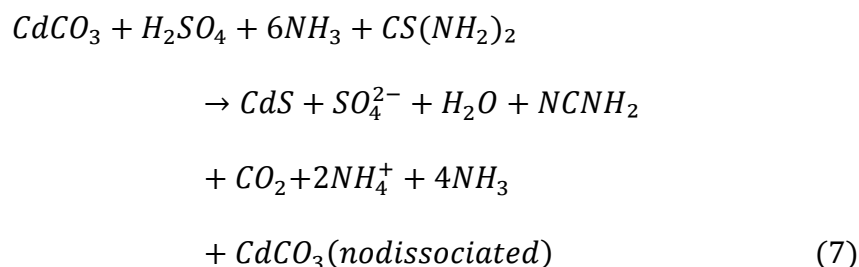 CdCO₃ + H₂SO₄ + 6NH₃ + CS(NH₂)₂
→ CdS + SO₄²⁻ + H₂O + NCNH₂
+ CO₂+2NH₄⁺ + 4NH₃
+ CdCO₃(nodissociated) (7)